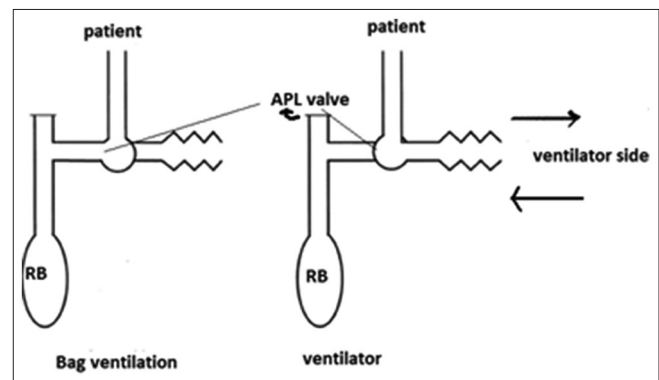 patient
patient
APL valve
ventilator side
RB
RB
Bag ventilation
ventilator